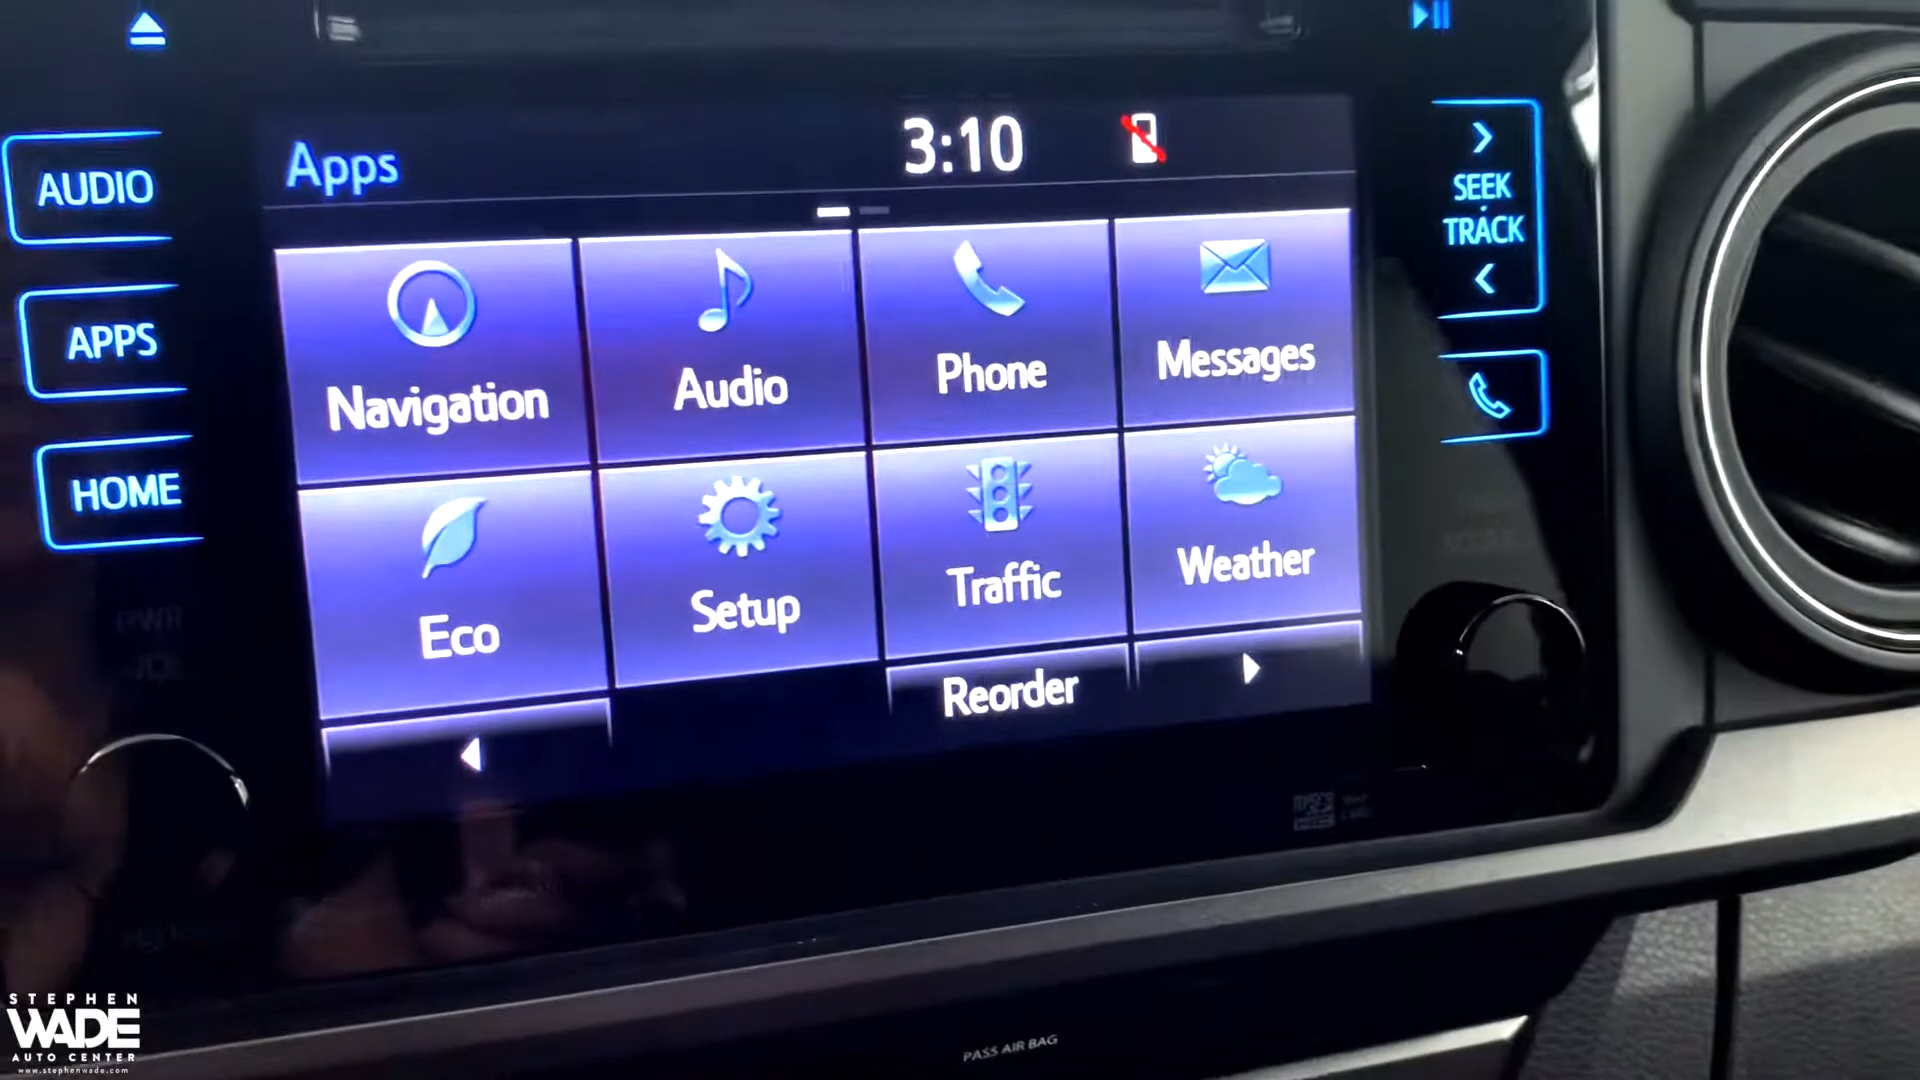 Apps
3:10
AUDIO
APPS
HOME
SEEK
TRACK
Navigation
Audio
Phone
Messages
Eco
Setup
Traffic
Weather
Reorder
PWR
VOL
PASS AIR BAG
STEPHEN
WADE
AUTO CENTER
www.stephenwade.com